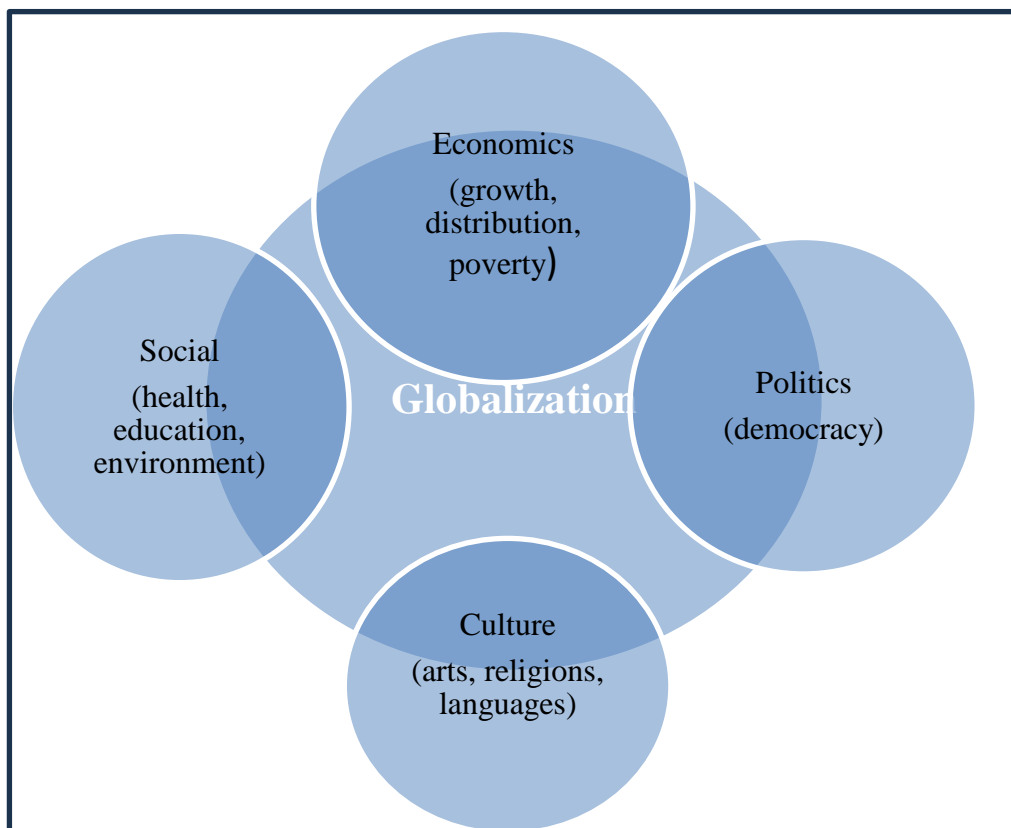 Economics
(growth,
distribution,
poverty)
Social
(health,
education,
environment)
Globalization
Politics
(democracy)
Culture
(arts, religions,
languages)